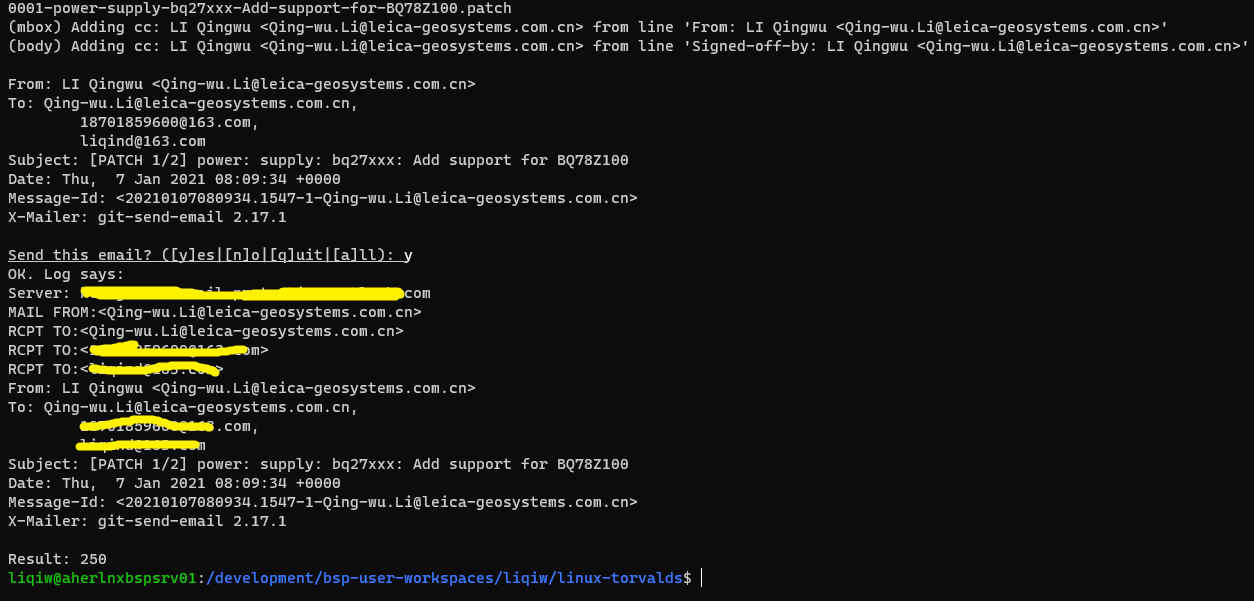 0001-power-supply-bq27xxx-Add-support-for-BQ78Z100.patch
(mbox) Adding cc: LI Qingwu <Qing-wu.Li@leica-geosystems.com.cn> from line 'From: LI Qingwu <Qing-wu.Li@leica-geosystems.com.cn>'
(body) Adding cc: LI Qingwu <Qing-wu.Li@leica-geosystems.com.cn> from line 'Signed-off-by: LI Qingwu <Qing-wu.Li@leica-geosystems.com.cn>'
From: LI Qingwu <Qing-wu.Li@leica-geosystems.com.cn>
To: Qing-wu.Li@leica-geosystems.com.cn,
18701859600@163.com,
liqind@163.com
Subject: [PATCH 1/2] power: supply: bq27xxx: Add support for BQ78Z100
Date: Thu,  7 Jan 2021 08:09:34 +0000
Message-Id: <20210107080934.1547-1-Qing-wu.Li@leica-geosystems.com.cn>
X-Mailer: git-send-email 2.17.1
Send this email? ([y]es|[n]o|[q]uit|[a]ll): y
OK. Log says:
Server: com
MAIL FROM:<Qing-wu.Li@leica-geosystems.com.cn>
RCPT TO:<Qing-wu.Li@leica-geosystems.com.cn>
RCPT TO:<
RCPT TO:<
From: LI Qingwu <Qing-wu.Li@leica-geosystems.com.cn>
To: Qing-wu.Li@leica-geosystems.com.cn,
.com,
Subject: [PATCH 1/2] power: supply: bq27xxx: Add support for BQ78Z100
Date: Thu,  7 Jan 2021 08:09:34 +0000
Message-Id: <20210107080934.1547-1-Qing-wu.Li@leica-geosystems.com.cn>
X-Mailer: git-send-email 2.17.1
Result: 250
liqiw@aherlnxbspsrv01:/development/bsp-user-workspaces/liqiw/linux-torvalds$